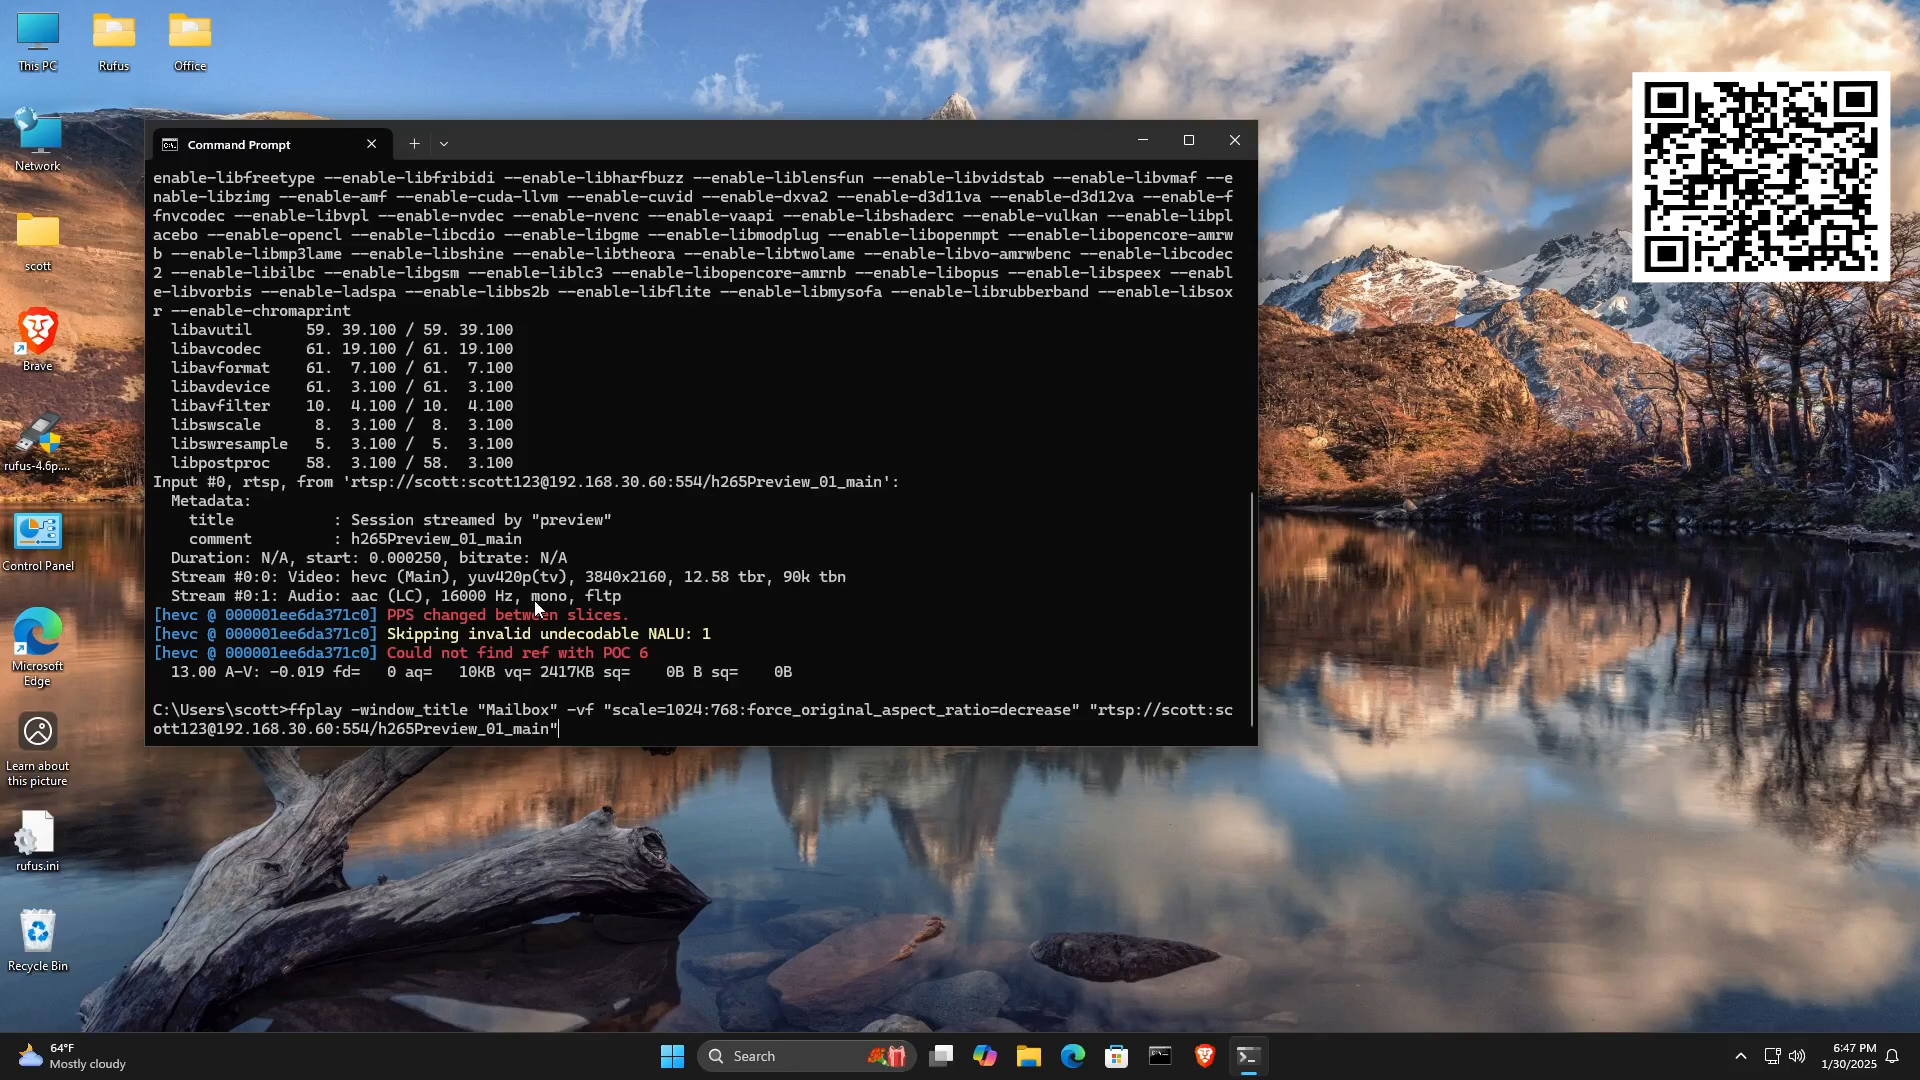 This PC
Rufus
Office
Network
scott
Brave
rufus-4.6p....
Control Panel
Microsoft
Edge
Learn about
this picture
rufus.ini
Recycle Bin
Command Prompt
enable-libfreetype --enable-libfribidi --enable-libharfbuzz --enable-liblensfun --enable-libvidstab --enable-libvmaf --e
nable-libzimg --enable-amf --enable-cuda-llvm --enable-cuvid --enable-dxva2 --enable-d3d11va --enable-d3d12va --enable-f
fnvcodec --enable-libvpl --enable-nvdec --enable-nvenc --enable-vaapi --enable-libshaderc --enable-vulkan --enable-libpl
acebo --enable-opencl --enable-libcdio --enable-libgme --enable-libmodplug --enable-libopenmpt --enable-libopencore-amrw
b --enable-libmp3lame --enable-libshine --enable-libtheora --enable-libtwolame --enable-libvo-amrwbenc --enable-libcodec
2 --enable-libilbc --enable-libgsm --enable-liblc3 --enable-libopencore-amrnb --enable-libopus --enable-libspeex --enabl
e-libvorbis --enable-ladspa --enable-libbs2b --enable-libflite --enable-libmysofa --enable-librubberband --enable-libsox
r --enable-chromaprint
libavutil 59. 39.100 / 59. 39.100
libavcodec 61. 19.100 / 61. 19.100
libavformat 61. 7.100 / 61. 7.100
libavdevice 61. 3.100 / 61. 3.100
libavfilter 10. 4.100 / 10. 4.100
libswscale 8. 3.100 / 8. 3.100
libswresample 5. 3.100 / 5. 3.100
libpostproc 58. 3.100 / 58. 3.100
Input #0, rtsp, from 'rtsp://scott:scott123@192.168.30.60:554/h265Preview_01_main':
Metadata:
title : Session streamed by "preview"
comment : h265Preview_01_main
Duration: N/A, start: 0.000250, bitrate: N/A
Stream #0:0: Video: hevc (Main), yuv420p(tv), 3840x2160, 12.58 tbr, 90k tbn
Stream #0:1: Audio: aac (LC), 16000 Hz, mono, fltp
[hevc @ 000001ee6da371c0] PPS changed between slices.
[hevc @ 000001ee6da371c0] Skipping invalid undecodable NALU: 1
[hevc @ 000001ee6da371c0] Could not find ref with POC 6
13.00 A-V: -0.019 fd= 0 aq= 10KB vq= 2417KB sq= 0B B sq= 0B
C:\Users\scott>ffplay -window_title "Mailbox" -vf "scale=1024:768:force_original_aspect_ratio=decrease" "rtsp://scott:sc
ott123@192.168.30.60:554/h265Preview_01_main"
64°F
Mostly cloudy
Search
6:47 PM
1/30/2025